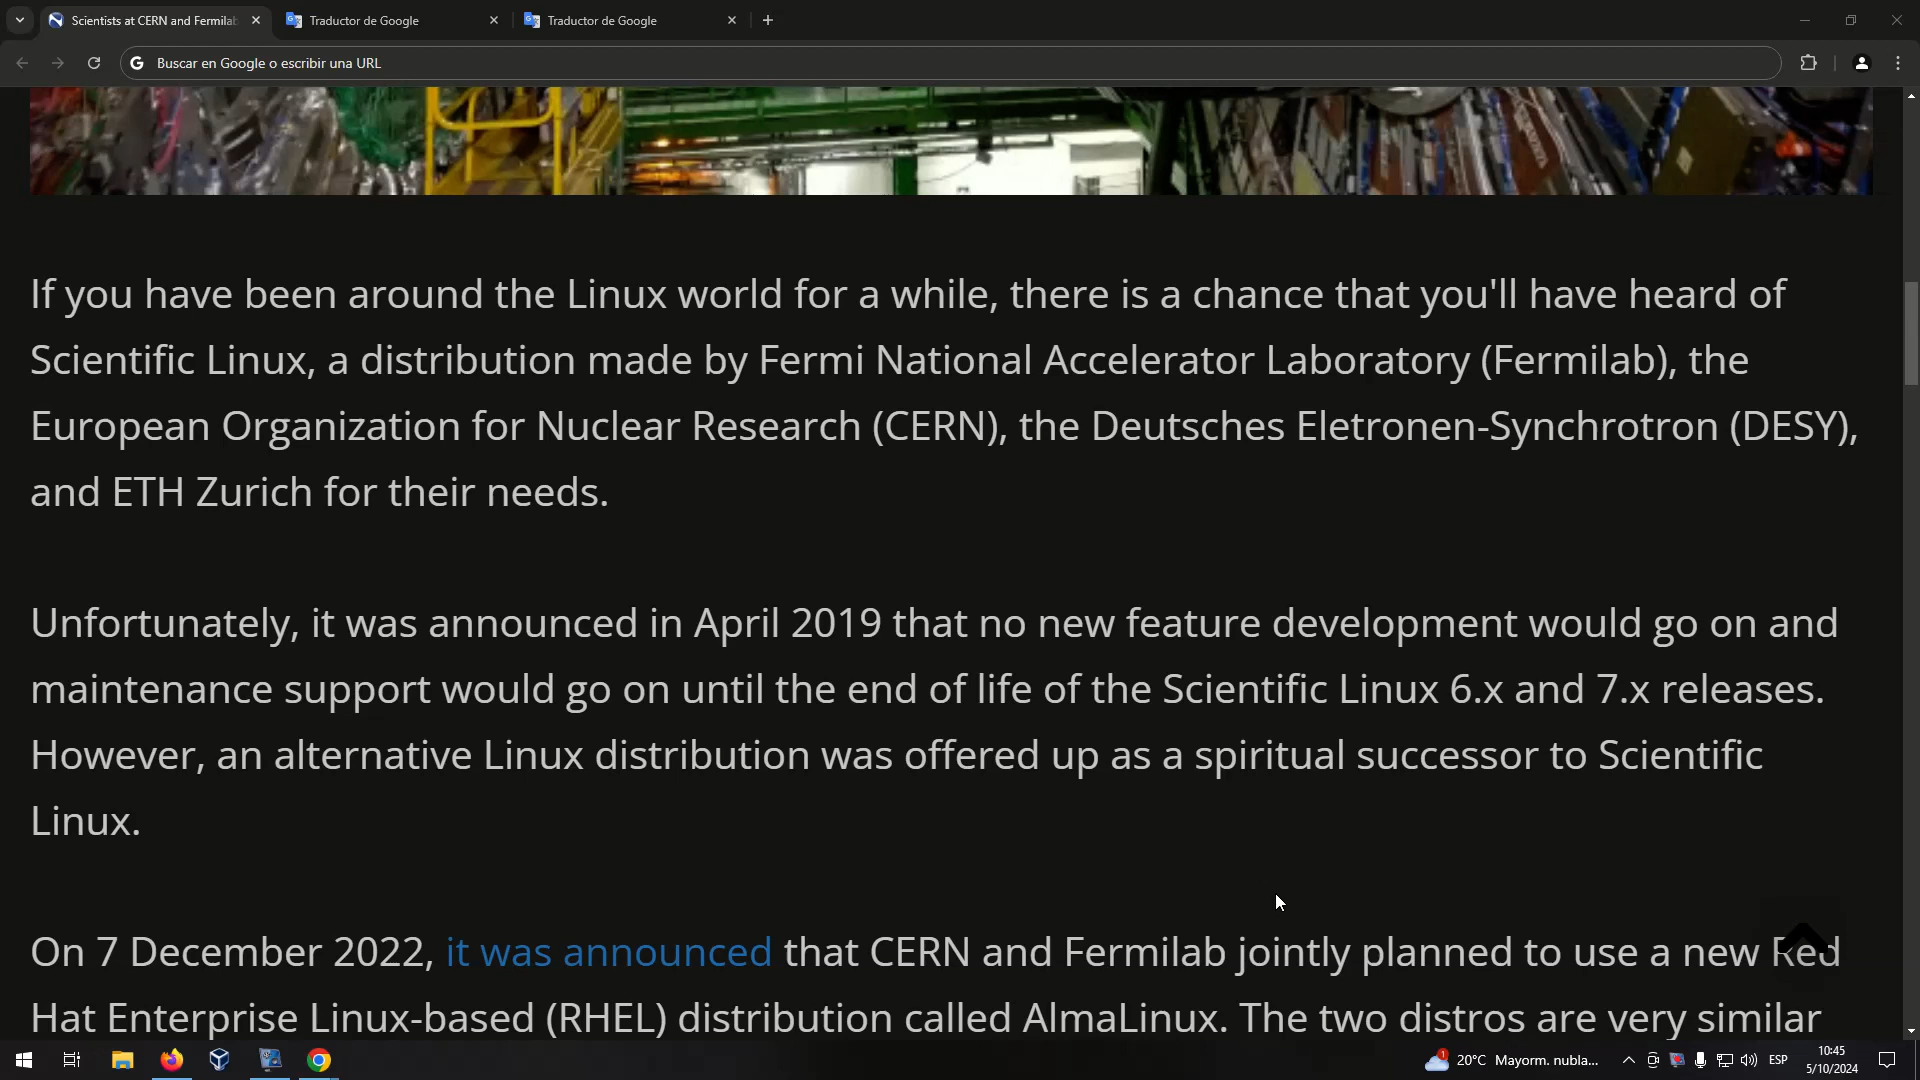 Scientists at CERN and Fermilab
Traductor de Google
Traductor de Google
Buscar en Google o escribir una URL
If you have been around the Linux world for a while, there is a chance that you'll have heard of
Scientific Linux, a distribution made by Fermi National Accelerator Laboratory (Fermilab), the
European Organization for Nuclear Research (CERN), the Deutsches Eletronen-Synchrotron (DESY),
and ETH Zurich for their needs.
Unfortunately, it was announced in April 2019 that no new feature development would go on and
maintenance support would go on until the end of life of the Scientific Linux 6.x and 7.x releases.
However, an alternative Linux distribution was offered up as a spiritual successor to Scientific
Linux.
On 7 December 2022, it was announced that CERN and Fermilab jointly planned to use a new Red
Hat Enterprise Linux-based (RHEL) distribution called AlmaLinux. The two distros are very similar
1
20°C Mayorm. nubla...
ESP
10:45
5/10/2024